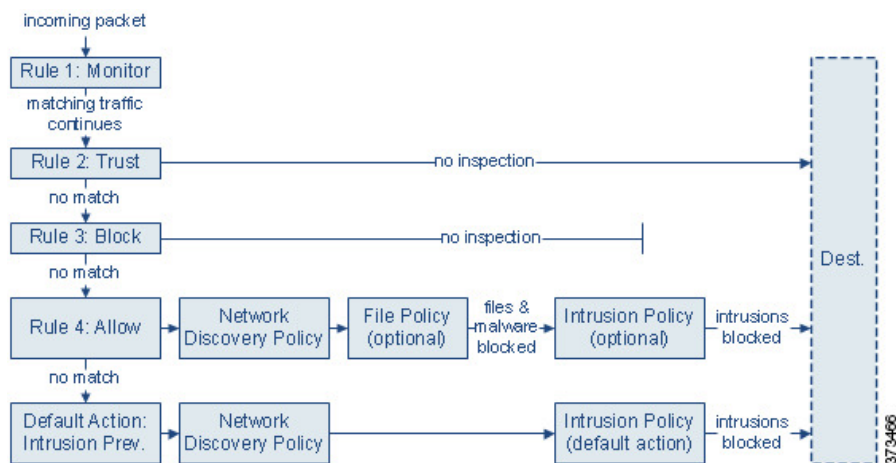 incoming packet
Rule 1: Monitor
matching traffic
continues
Rule 2: Trust
no inspection
no match
Rule 3: Block
no inspection
no match
Dest.
Rule 4: Allow
Network
Discovery Policy
File Policy
(optional)
files &
malware
blocked
Intrusion Policy
(optional)
intrusions
blocked
no match
Default Action:
Intrusion Prev.
Network
Discovery Policy
Intrusion Policy
(default action)
intrusions
blocked
373486